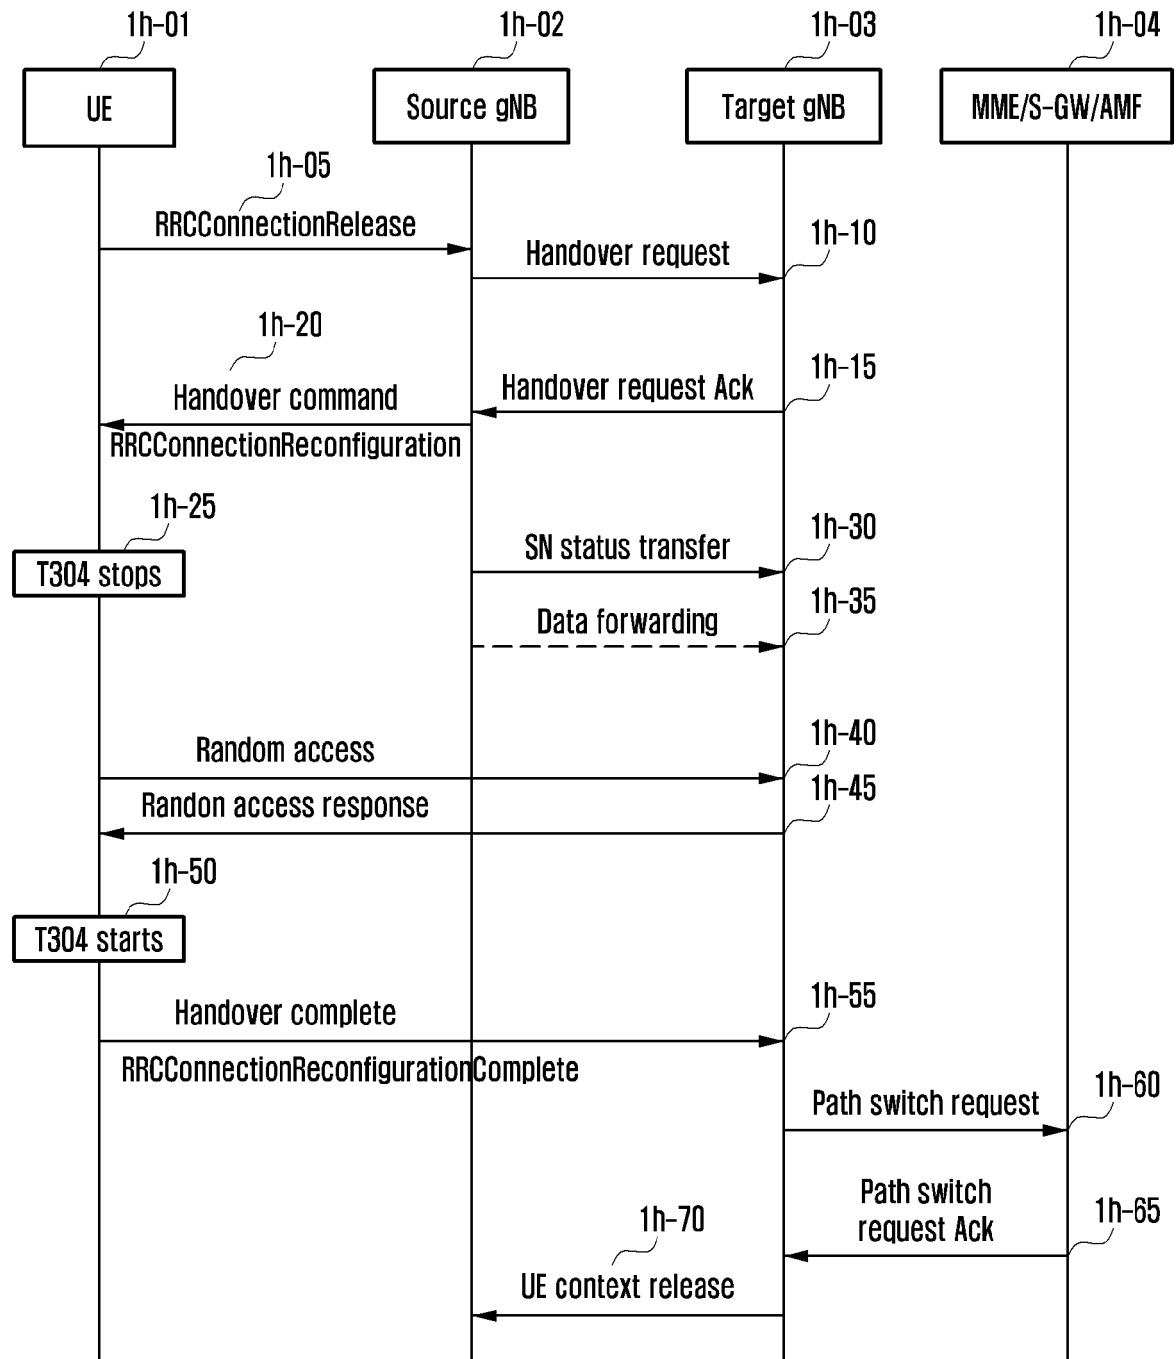 1h-01
1h-02
1h-03
1h-04
UE
Source gNB
Target gNB
MME/S-GW/AMF
1h-05
RRCConnectionRelease
1h-10
Handover request
1h-20
1h-15
Handover command
Handover request Ack
RRCConnectionReconfiguration
1h-25
1h-30
T304 stops
SN status transfer
1h-35
Data forwarding
1h-40
Random access
1h-45
Randon access response
1h-50
T304 starts
1h-55
Handover complete
RRCConnectionReconfigurationComplete
1h-60
Path switch request
Path switch
request Ack
1h-65
1h-70
UE context release